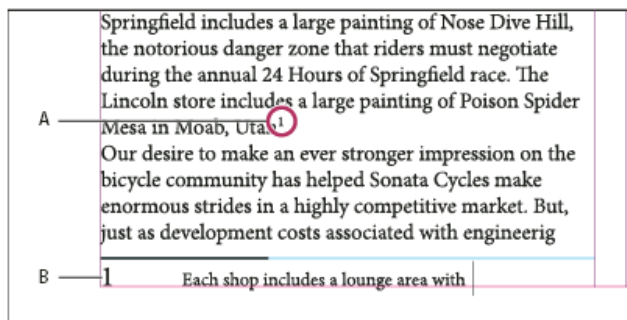 Springfield includes a large painting of Nose Dive Hill,
the notorious danger zone that riders must negotiate
during the annual 24 Hours of Springfield race. The
Lincoln store includes a large painting of Poison Spider
A
Mesa in Moab, Utah¹
Our desire to make an ever stronger impression on the
bicycle community has helped Sonata Cycles make
enormous strides in a highly competitive market. But,
just as development costs associated with engineerig
B
1 Each shop includes a lounge area with